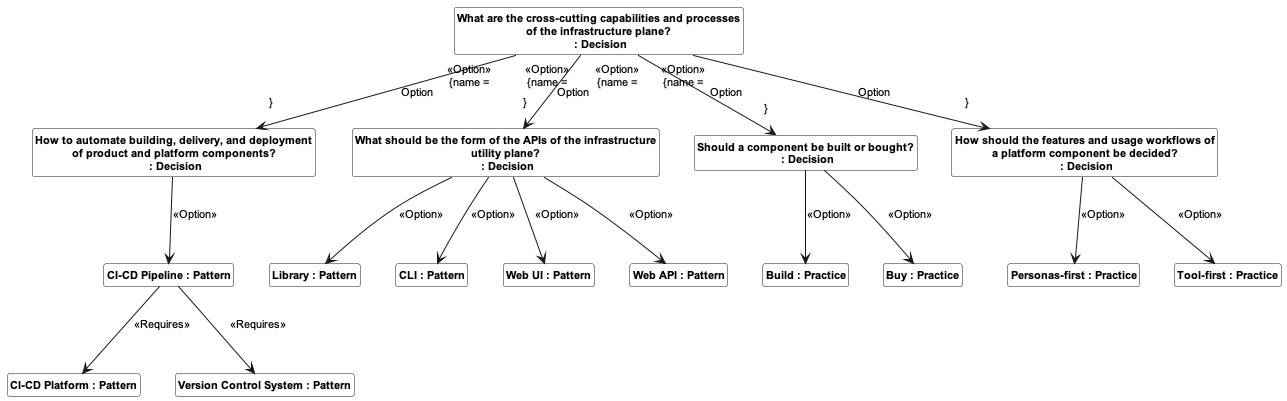 What are the cross-cutting capabilities and processes
of the infrastructure plane?
: Decision
«Option»
{name =
Option
}
«Option»
{name =
Option
}
«Option»
{name =
Option
}
«Option»
{name =
Option
}
How to automate building, delivery, and deployment
of product and platform components?
: Decision
What should be the form of the APIs of the infrastructure
utility plane?
: Decision
Should a component be built or bought?
: Decision
How should the features and usage workflows of
a platform component be decided?
: Decision
«Option»
«Option»
«Option»
«Option»
«Option»
«Option»
«Option»
«Option»
«Option»
CI-CD Pipeline : Pattern
Library : Pattern
CLI : Pattern
Web UI : Pattern
Web API : Pattern
Build : Practice
Buy : Practice
Personas-first : Practice
Tool-first : Practice
«Requires»
«Requires»
CI-CD Platform : Pattern
Version Control System : Pattern